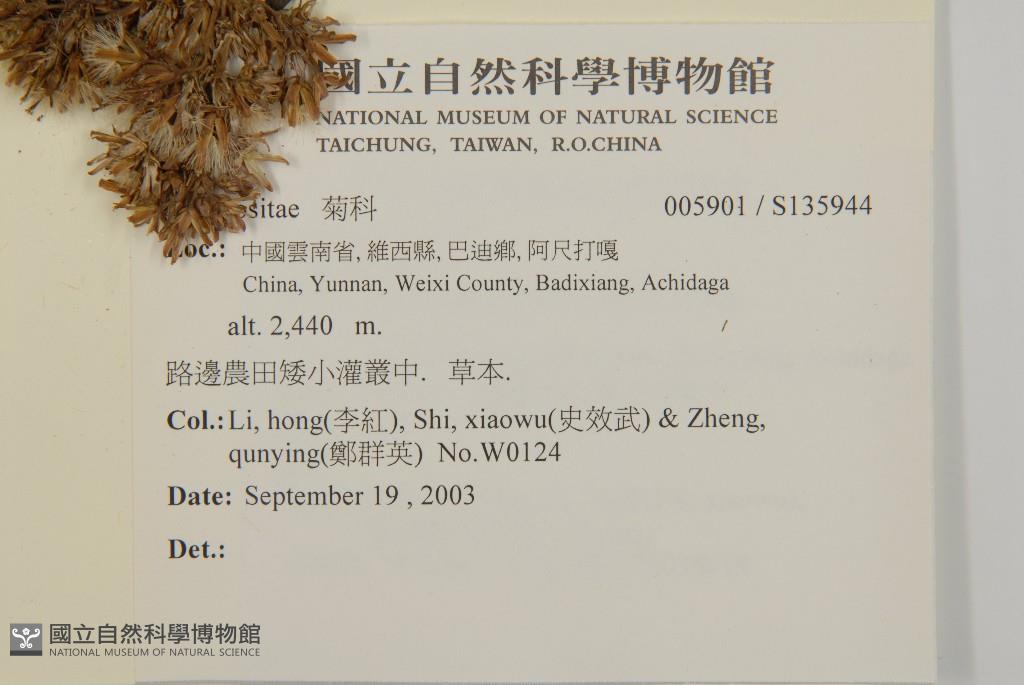 國立自然科學博物館
NATIONAL MUSEUM OF NATURAL SCIENCE
TAICHUNG, TAIWAN, R.O.CHINA
菊科 005901 / S135944
Loc.: 中國雲南省, 維西縣, 巴迪鄉, 阿尺打嘎
China, Yunnan, Weixi County, Badixiang, Achidaga
alt. 2,440 m.
路邊農田矮小灌叢中. 草本.
Col.: Li, hong(李紅), Shi, xiaowu(史效武) & Zheng,
qunying(鄭群英) No.W0124
Date: September 19 , 2003
Det.:
國立自然科學博物館
NATIONAL MUSEUM OF NATURAL SCIENCE